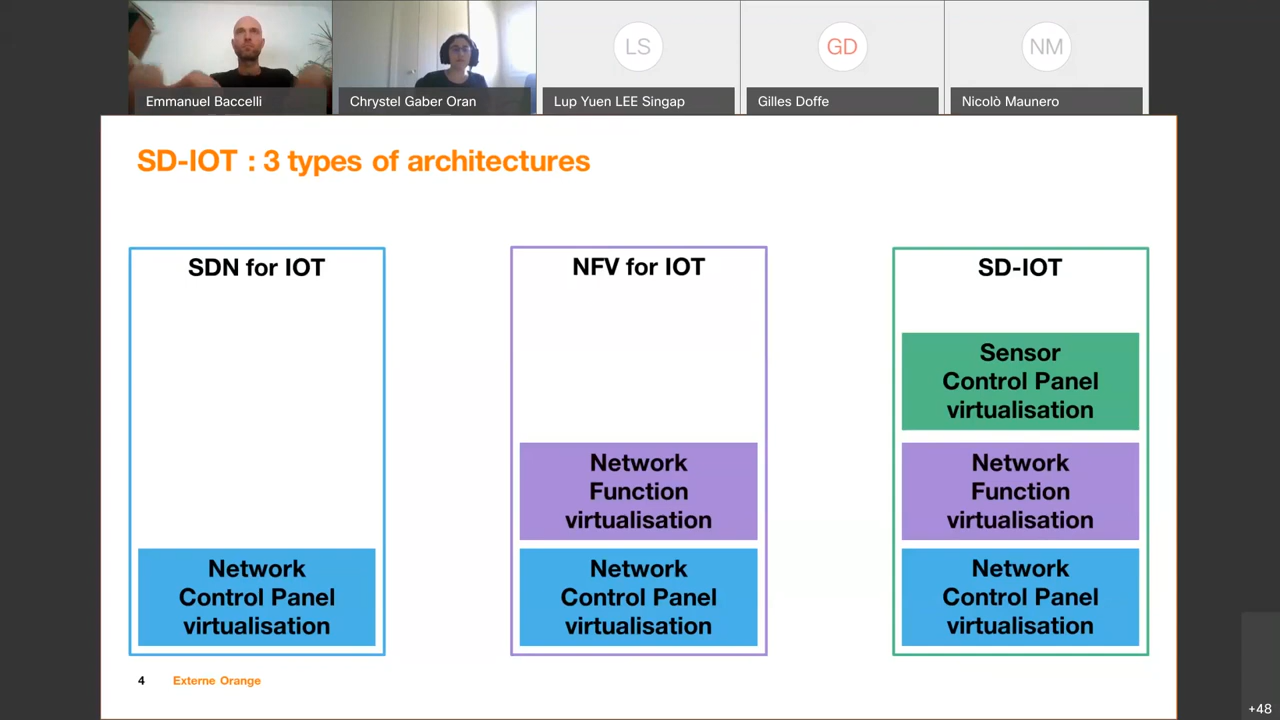 LS
GD
NM
Emmanuel Baccelli
Chrystel Gaber Oran
Lup Yuen LEE Singap
Gilles Doffe
Nicolò Maunero
SD-IOT : 3 types of architectures
SDN for IOT
Network
Control Panel
virtualisation
NFV for IOT
Network
Function
virtualisation
Network
Control Panel
virtualisation
SD-IOT
Sensor
Control Panel
virtualisation
Network
Function
virtualisation
Network
Control Panel
virtualisation
4 Externe Orange
+48